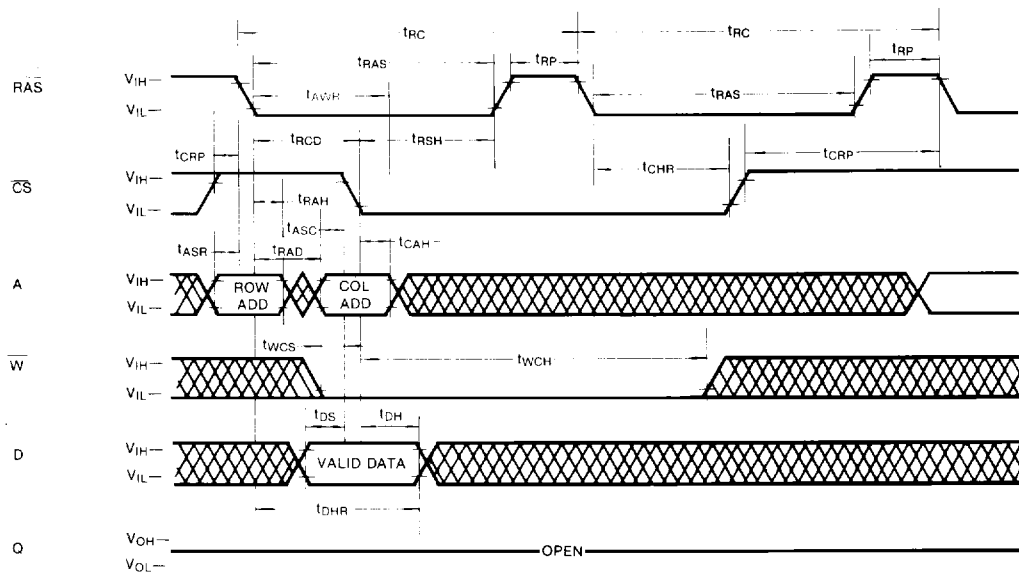 tRC tRC
tRAS tRP tRP
RAS VIH
tAWR tRAS
VIL
tRCD tRSH
tCRP tCHR tCRP
CS VIH
tRAH
VIL
tASC
tASR tRAD tCAH
A VIH
ROW ADD COL ADD
VIL
tWCS tWCH
W VIH
VIL
tDS tDH
D VIH
VALID DATA
VIL
tDHR
Q VOH
OPEN
VOL